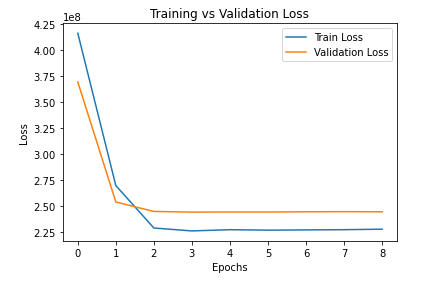 Training vs Validation Loss
1e8
4.25
4.00
3.75
3.50
3.25
3.00
2.75
2.50
2.25
Loss
Train Loss
Validation Loss
0 1 2 3 4 5 6 7 8
Epochs